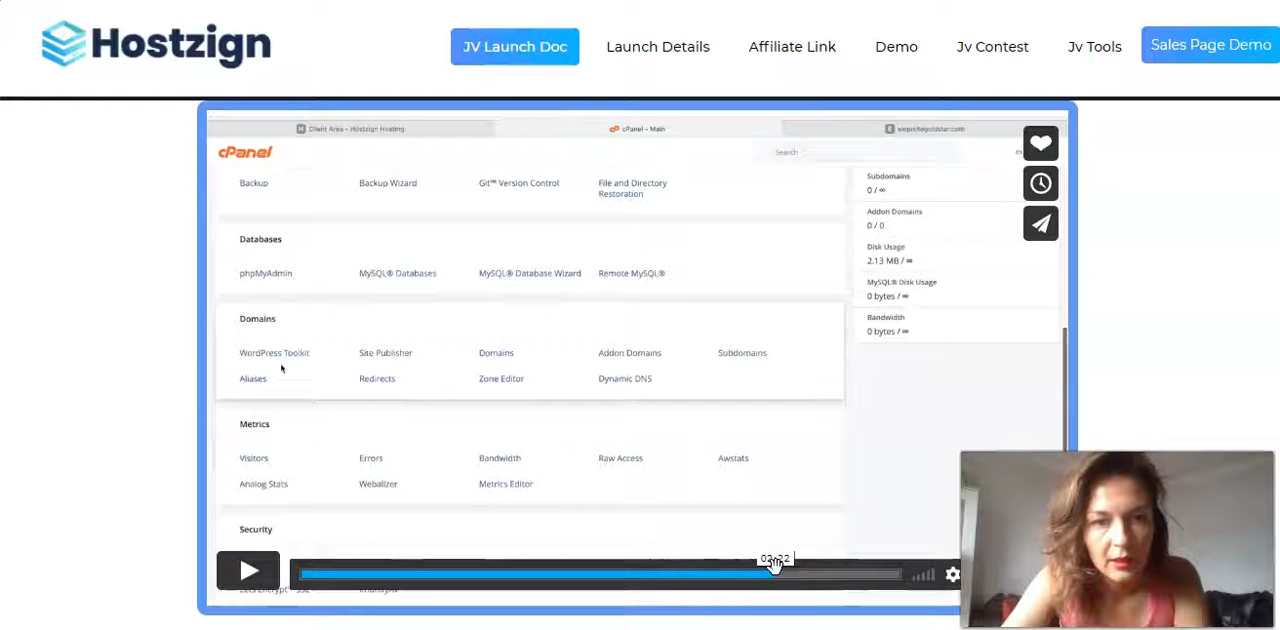 Hostzign
JV Launch Doc Launch Details Affiliate Link Demo Jv Contest Jv Tools Sales Page Demo
Client Area - Hostzign Hosting cPanel - Main exquisitegoldstar.com
cPanel Search
Backup Backup Wizard Git™ Version Control File and Directory
Restoration
Subdomains
0 / ∞
Addon Domains
0 / 0
Disk Usage
2.13 MB / ∞
MySQL® Disk Usage
0 bytes / ∞
Bandwidth
0 bytes / ∞
Databases
phpMyAdmin MySQL® Databases MySQL® Database Wizard Remote MySQL®
Domains
WordPress Toolkit Site Publisher Domains Addon Domains Subdomains
Aliases Redirects Zone Editor Dynamic DNS
Metrics
Visitors Errors Bandwidth Raw Access Awstats
Analog Stats Webalizer Metrics Editor
Security